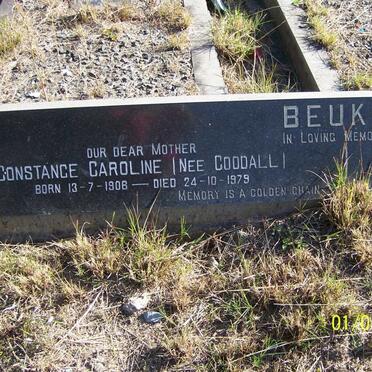 BEUK
IN LOVING MEMO
OUR DEAR MOTHER
CONSTANCE CAROLINE (NEE GOODALL)
BORN 13-7-1908 — DIED 24-10-1979
MEMORY IS A GOLDEN CHAIN
01/0